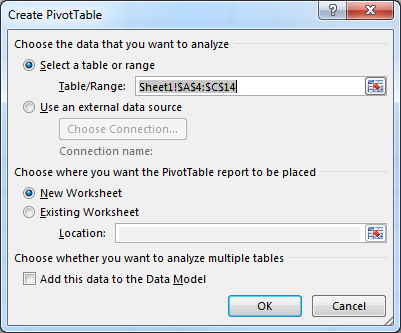 Create PivotTable
Choose the data that you want to analyze
Select a table or range
Table/Range: Sheet1!$A$4:$C$14
Use an external data source
Choose Connection...
Connection name:
Choose where you want the PivotTable report to be placed
New Worksheet
Existing Worksheet
Location:
Choose whether you want to analyze multiple tables
Add this data to the Data Model
OK Cancel